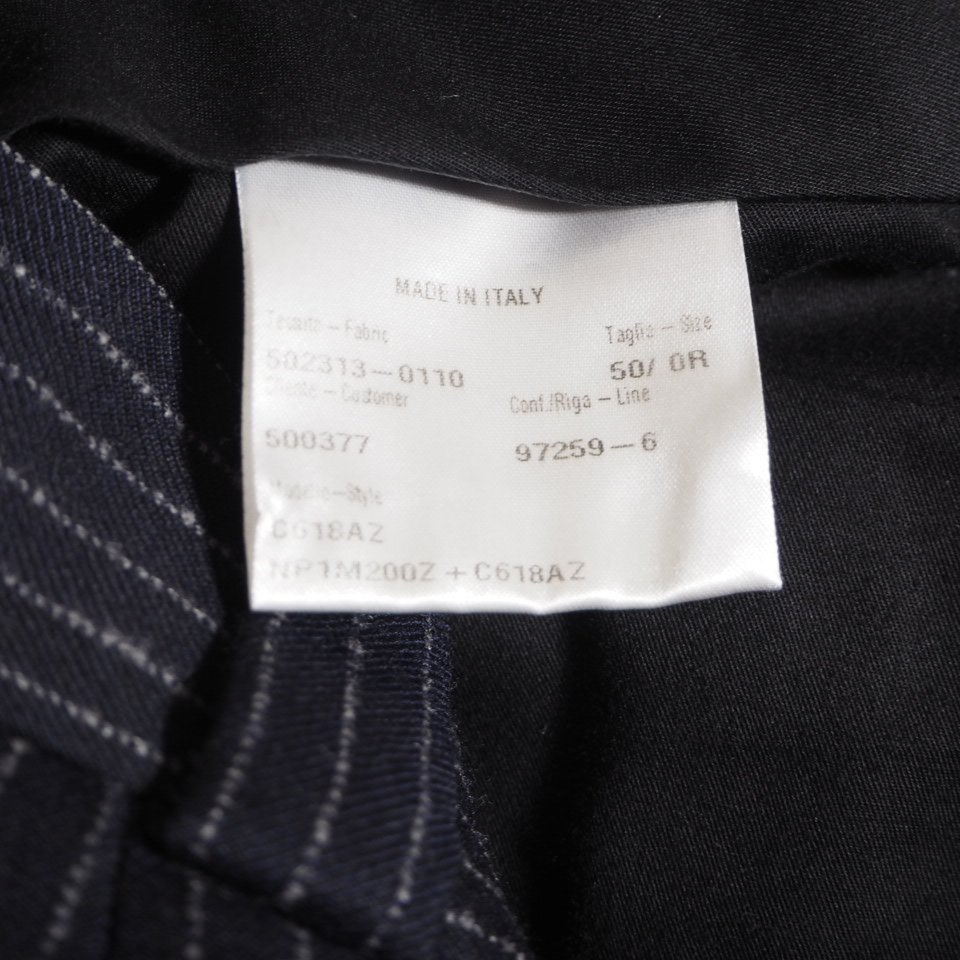 MADE IN ITALY
Tessuto - Fabric Taglia - Size
502313-0110 50/ 0R
Cliente - Customer Conf./Riga - Line
500377 97259-6
Modello-Style
C618AZ
NP1M200Z + C618AZ